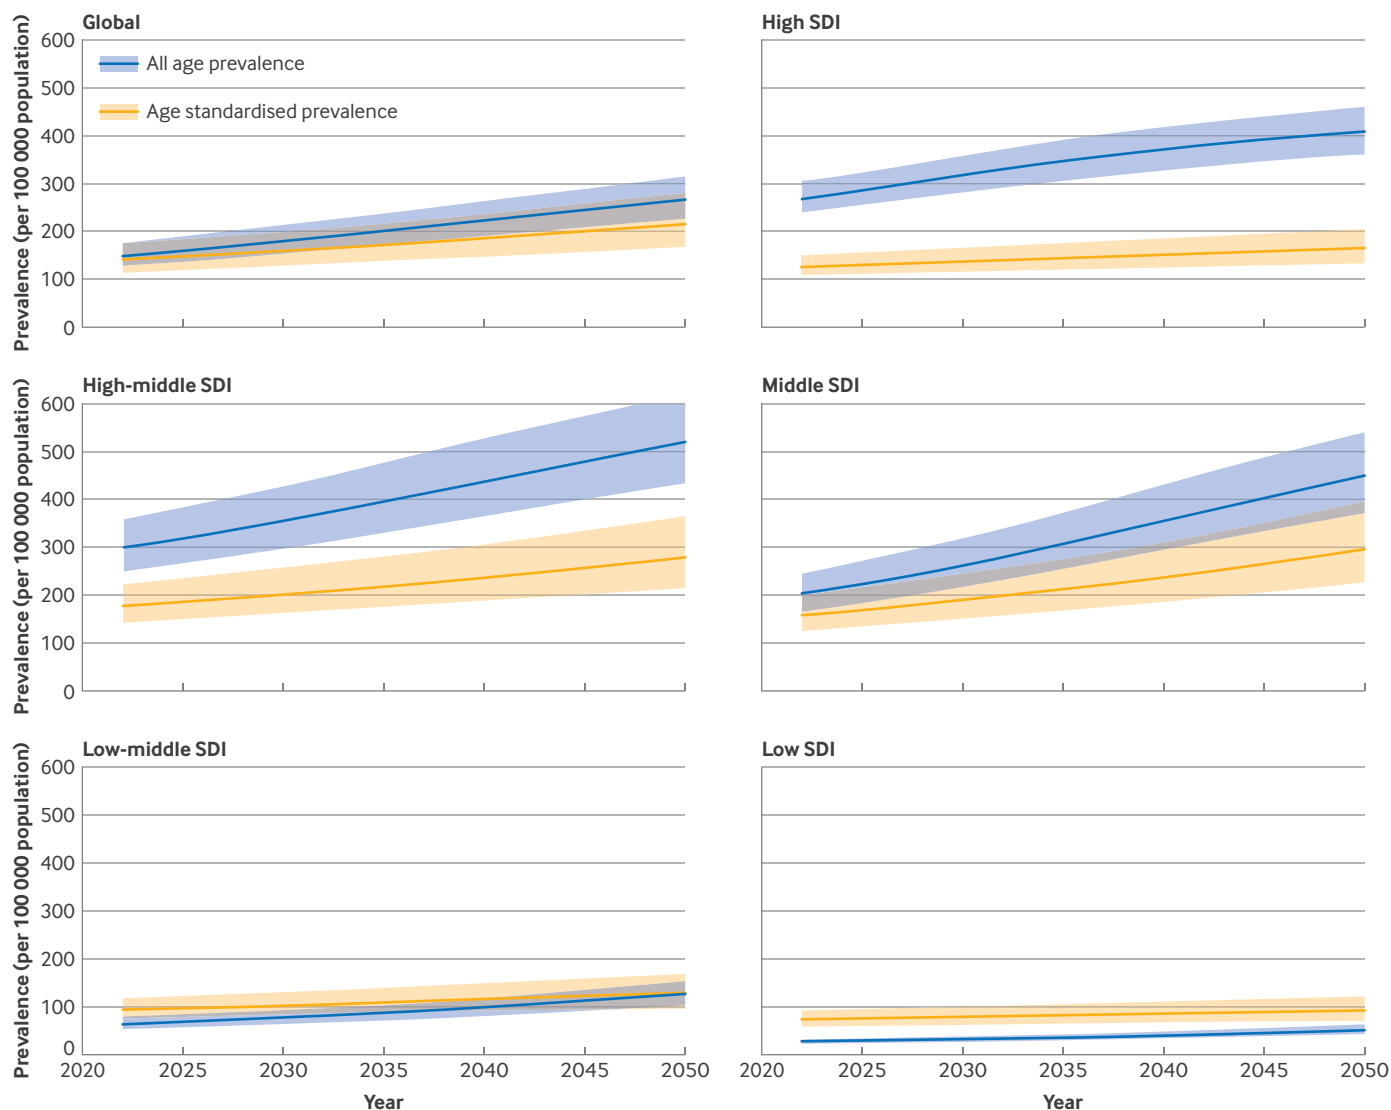 Global
High SDI
Prevalence (per 100 000 population)
600
500
400
300
200
100
0
All age prevalence
Age standardised prevalence
High-middle SDI
Middle SDI
Prevalence (per 100 000 population)
600
500
400
300
200
100
0
Low-middle SDI
Low SDI
Prevalence (per 100 000 population)
600
500
400
300
200
100
0
2020 2025 2030 2035 2040 2045 2050
2020 2025 2030 2035 2040 2045 2050
Year
Year